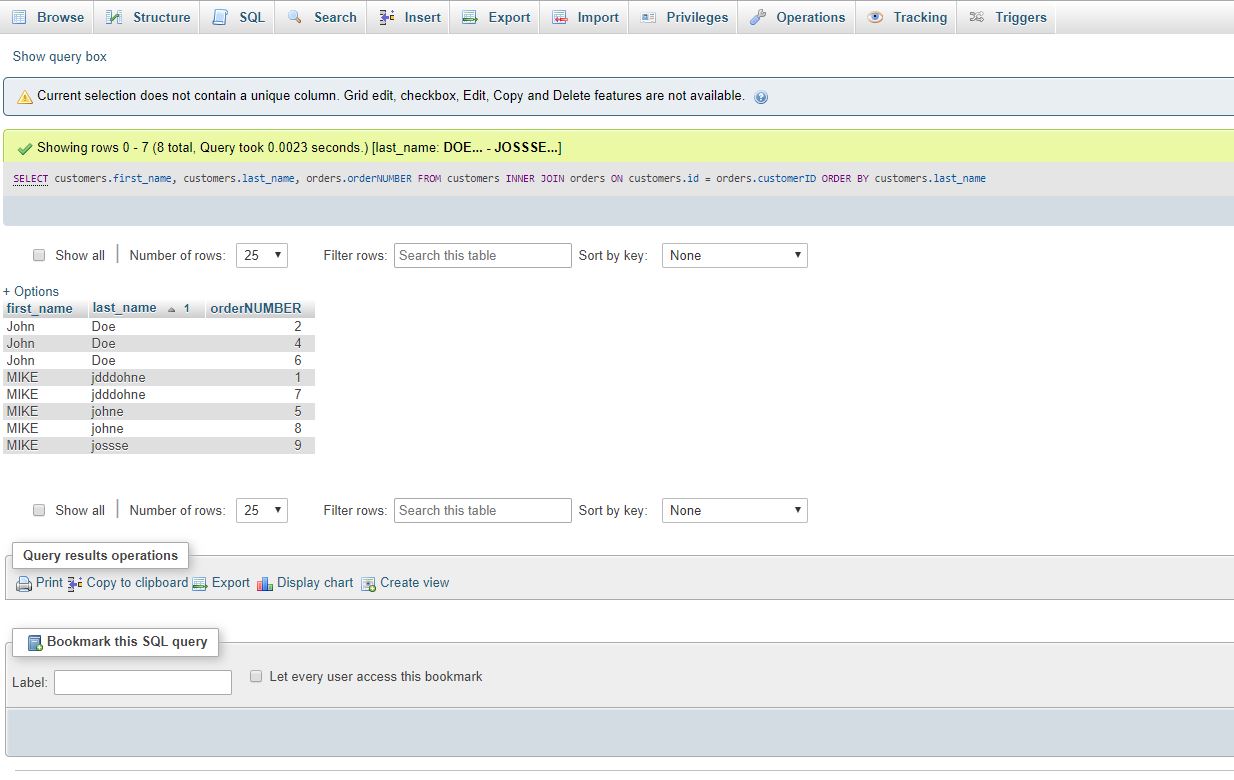 Browse Structure SQL Search Insert Export Import Privileges Operations Tracking Triggers
Show query box
Current selection does not contain a unique column. Grid edit, checkbox, Edit, Copy and Delete features are not available.
Showing rows 0 - 7 (8 total, Query took 0.0023 seconds.) [last_name: DOE... - JOSSSE...]
SELECT customers.first_name, customers.last_name, orders.orderNUMBER FROM customers INNER JOIN orders ON customers.id = orders.customerID ORDER BY customers.last_name
Show all | Number of rows: 25 Filter rows: Search this table Sort by key: None
+ Options
first_name last_name 1 orderNUMBER
John Doe 2
John Doe 4
John Doe 6
MIKE jdddohne 1
MIKE jdddohne 7
MIKE johne 5
MIKE johne 8
MIKE jossse 9
Show all | Number of rows: 25 Filter rows: Search this table Sort by key: None
Query results operations
Print Copy to clipboard Export Display chart Create view
Bookmark this SQL query
Label: Let every user access this bookmark